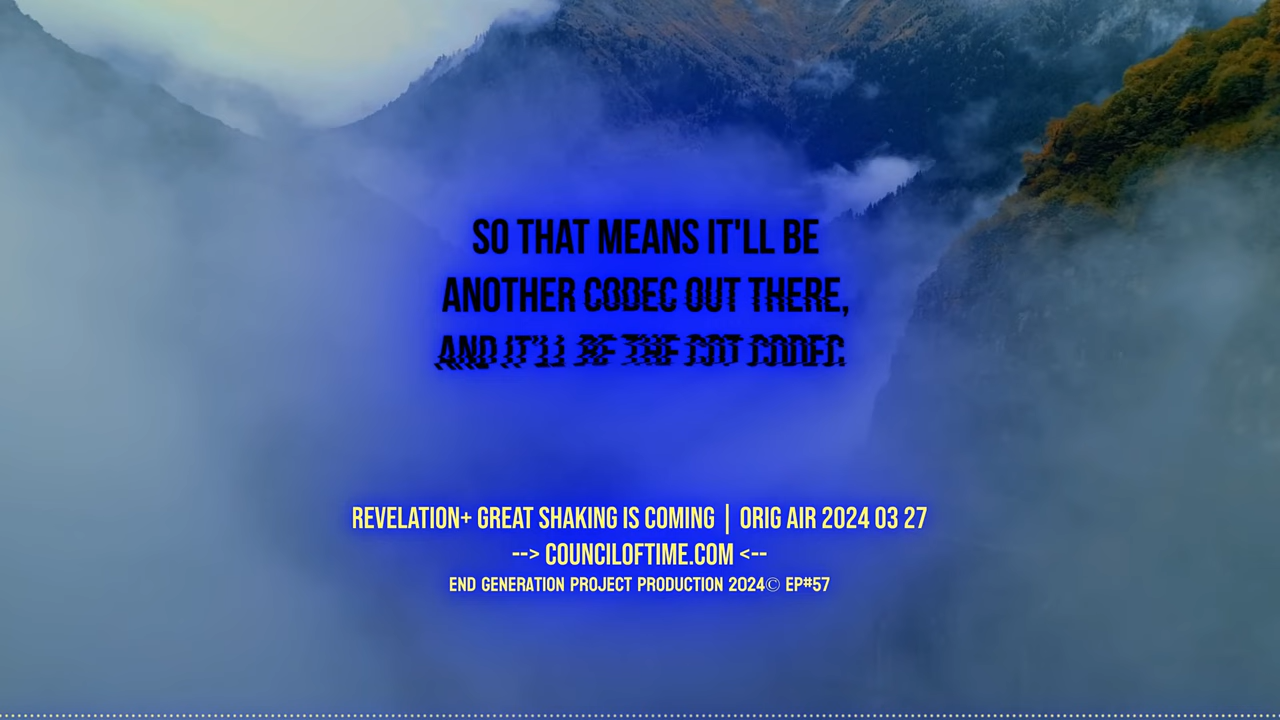 SO THAT MEANS IT'LL BE
ANOTHER CODEC OUT THERE,
AND IT'LL BE THE COT CODEC.
REVELATION+ GREAT SHAKING IS COMING | ORIG AIR 2024 03 27
--> COUNCILOFTIME.COM <--
END GENERATION PROJECT PRODUCTION 2024© EP#57